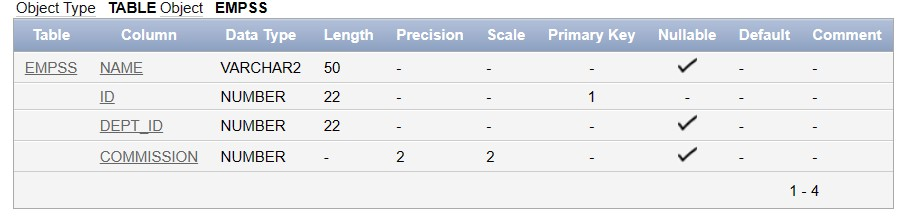 Object Type TABLE Object EMPSS
Table Column Data Type Length Precision Scale Primary Key Nullable Default Comment
EMPSS NAME VARCHAR2 50 - - - ✓ - -
ID NUMBER 22 - - 1 - - -
DEPT_ID NUMBER 22 - - - ✓ - -
COMMISSION NUMBER - 2 2 - ✓ - -
1 - 4